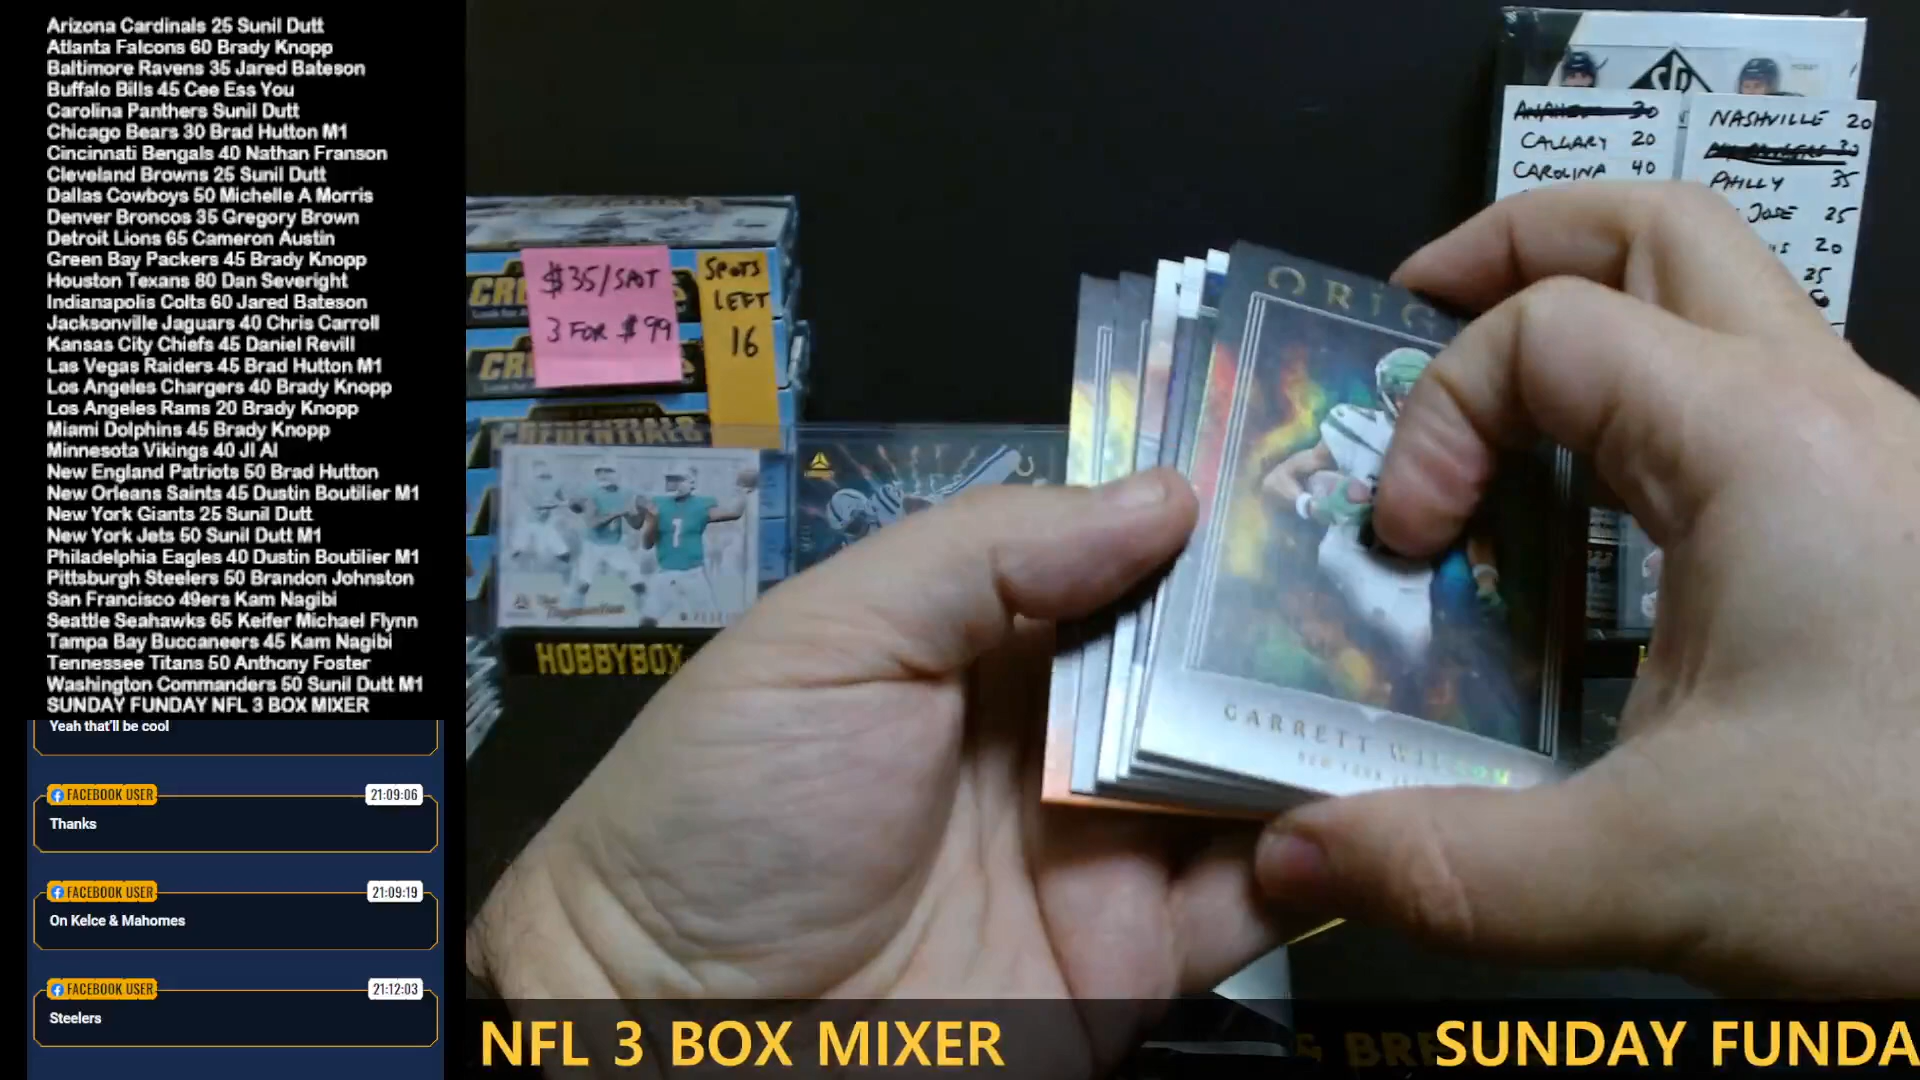 Arizona Cardinals 25 Sunil Dutt
Atlanta Falcons 60 Brady Knopp
Baltimore Ravens 35 Jared Bateson
Buffalo Bills 45 Cee Ess You
Carolina Panthers Sunil Dutt
Chicago Bears 30 Brad Hutton M1
Cincinnati Bengals 40 Nathan Franson
Cleveland Browns 25 Sunil Dutt
Dallas Cowboys 50 Michelle A Morris
Denver Broncos 35 Gregory Brown
Detroit Lions 65 Cameron Austin
Green Bay Packers 45 Brady Knopp
Houston Texans 80 Dan Severight
Indianapolis Colts 60 Jared Bateson
Jacksonville Jaguars 40 Chris Carroll
Kansas City Chiefs 45 Daniel Revill
Las Vegas Raiders 45 Brad Hutton M1
Los Angeles Chargers 40 Brady Knopp
Los Angeles Rams 20 Brady Knopp
Miami Dolphins 45 Brady Knopp
Minnesota Vikings 40 JI AI
New England Patriots 50 Brad Hutton
New Orleans Saints 45 Dustin Boutilier M1
New York Giants 25 Sunil Dutt
New York Jets 50 Sunil Dutt M1
Philadelphia Eagles 40 Dustin Boutilier M1
Pittsburgh Steelers 50 Brandon Johnston
San Francisco 49ers Kam Nagibi
Seattle Seahawks 65 Keifer Michael Flynn
Tampa Bay Buccaneers 45 Kam Nagibi
Tennessee Titans 50 Anthony Foster
Washington Commanders 50 Sunil Dutt M1
SUNDAY FUNDAY NFL 3 BOX MIXER
Yeah that'll be cool
FACEBOOK USER 21:09:06
Thanks
FACEBOOK USER 21:09:19
On Kelce & Mahomes
FACEBOOK USER 21:12:03
Steelers
$35/SPOT
3 FOR $99
SPOTS
LEFT
16
CREDENTIALS
HOBBY BOX
ORIG
GARRETT WILSON
SP
CALGARY 20
CAROLINA 40
NASHVILLE 20
PHILLY 35
JOSE 25
20
25
NFL 3 BOX MIXER
SUNDAY FUNDA